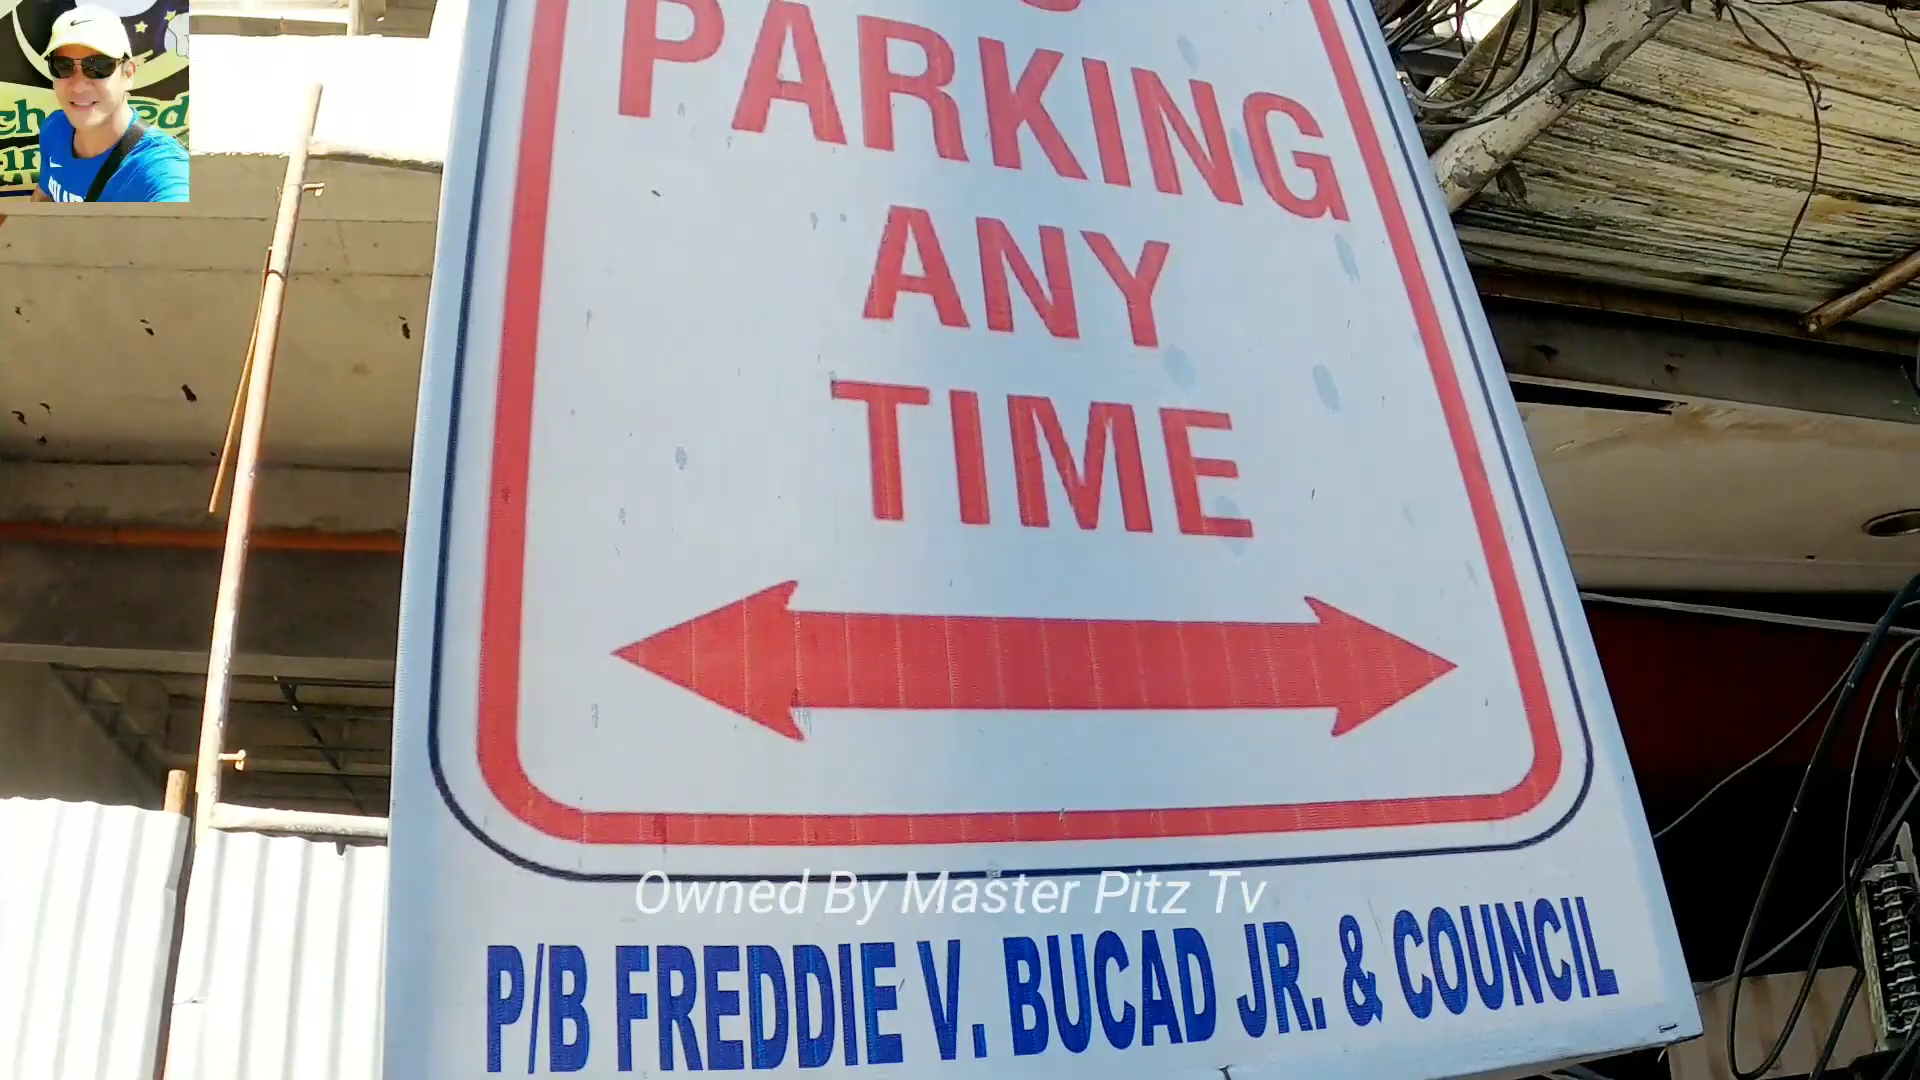 PARKING
ANY
TIME
Owned By Master Pitz Tv
P/B FREDDIE V. BUCAD JR. & COUNCIL